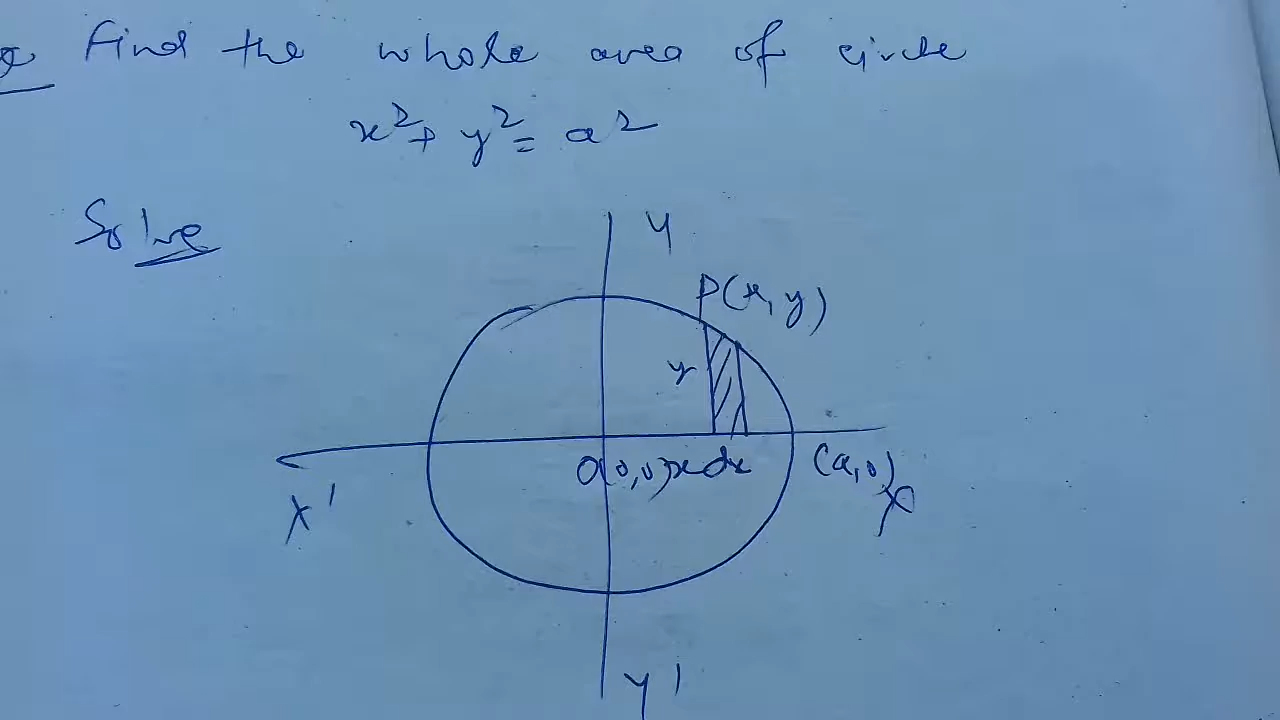 Q Find the whole area of circle
x² + y² = a²
Solve
Y
P(x, y)
y
O(0,0) x dx (a,0)
X' X
Y'